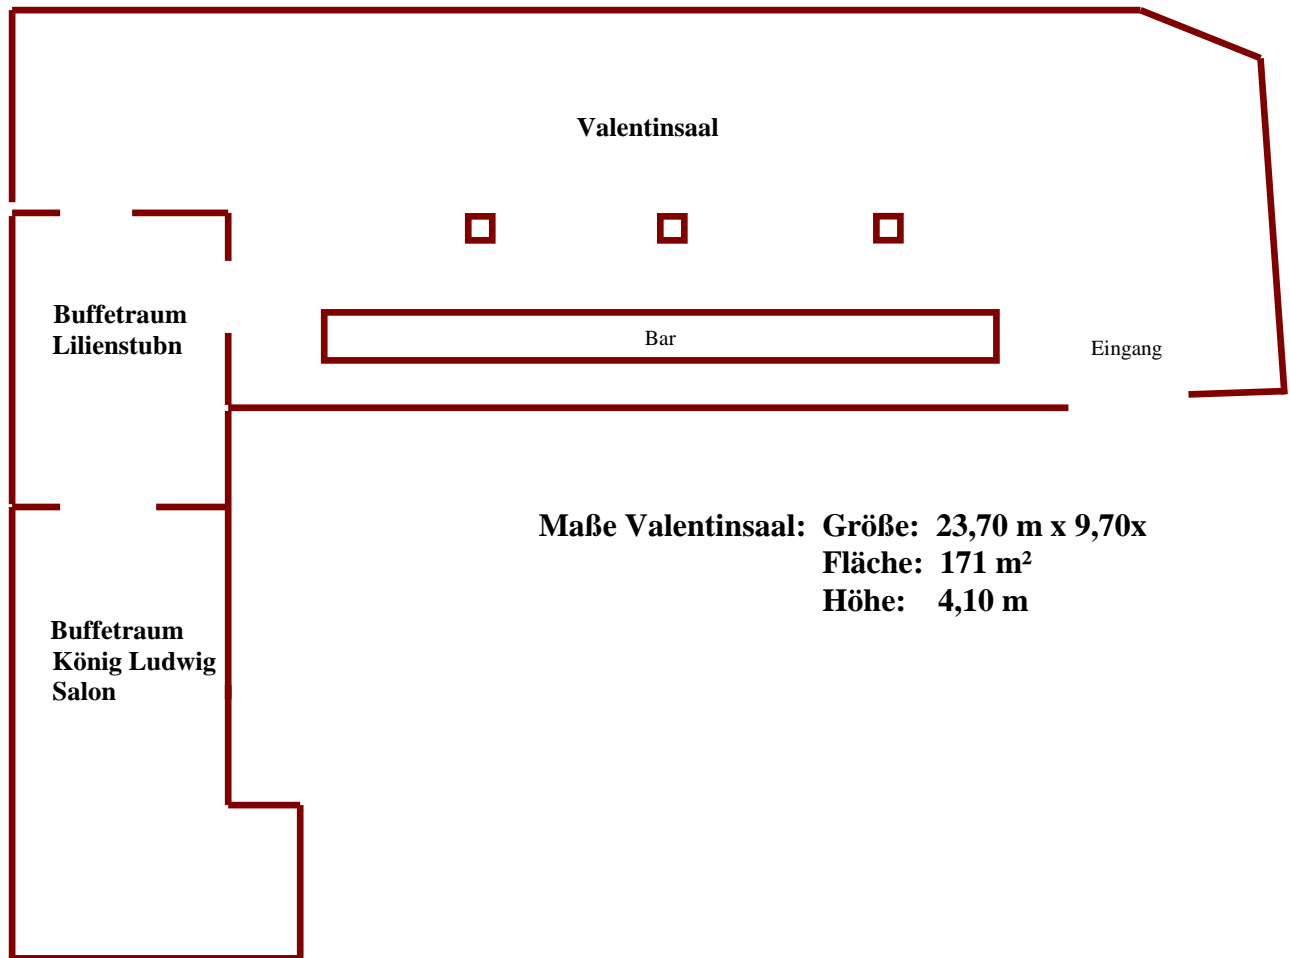 Valentinsaal
Buffetraum
Lilienstubn
Bar
Eingang
Maße Valentinsaal: Größe: 23,70 m x 9,70x
Fläche: 171 m²
Höhe: 4,10 m
Buffetraum
König Ludwig
Salon